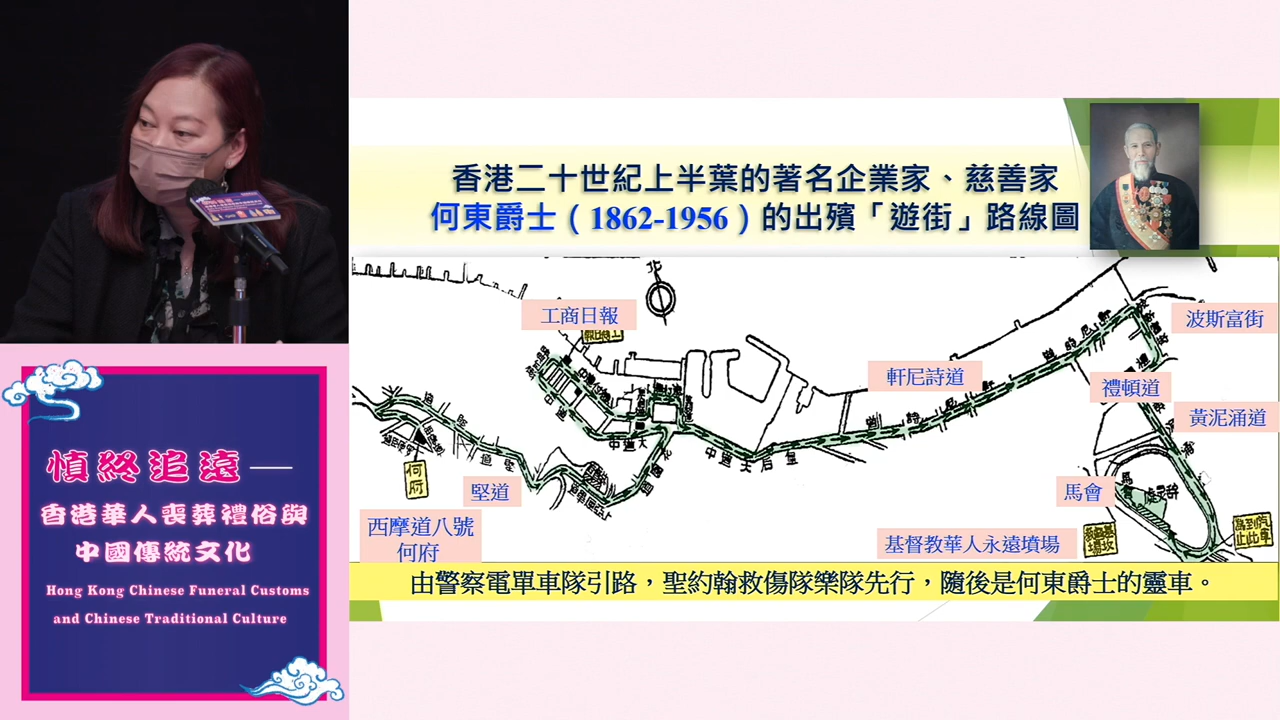 香港二十世紀上半葉的著名企業家、慈善家
何東爵士（1862-1956）的出殯「遊街」路線圖
北
工商日報
波斯富街
軒尼詩道
禮頓道
黃泥涌道
何府
堅道
馬會
西摩道八號
何府
基督教華人永遠墳場
由警察電單車隊引路，聖約翰救傷隊樂隊先行，隨後是何東爵士的靈車。
慎終追遠—
香港華人喪葬禮俗與
中國傳統文化
Hong Kong Chinese Funeral Customs
and Chinese Traditional Culture